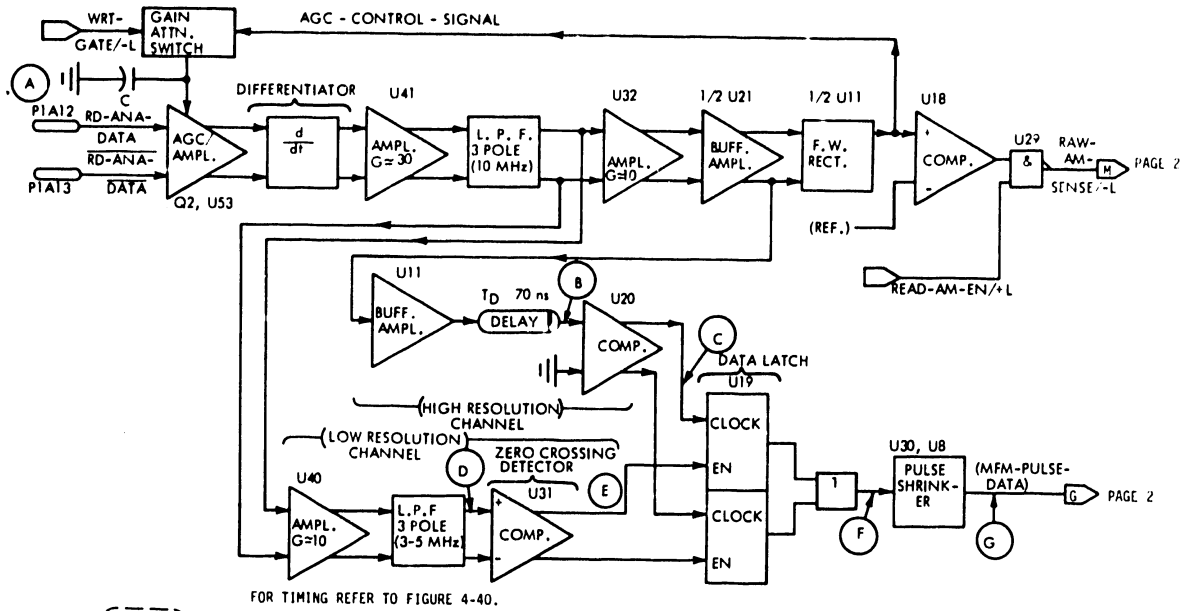 WRT-
GATE/-L
GAIN
ATTN.
SWITCH
AGC - CONTROL - SIGNAL
A
C
P1A12
RD-ANA-
DATA
RD-ANA-
DATA
P1A13
AGC/
AMPL.
Q2, U53
DIFFERENTIATOR
d
dt
U41
AMPL.
G≈30
L. P. F.
3 POLE
(10 MHz)
U32
AMPL.
G≈10
1/2 U21
BUFF.
AMPL.
1/2 U11
F.W.
RECT.
U18
+
COMP.
-
(REF.)
U29
&
RAW-
AM-
SENSE/-L
M
PAGE 2
READ-AM-EN/+L
U11
BUFF.
AMPL.
TD 70 ns
DELAY
B
U20
COMP.
C
DATA LATCH
U19
(HIGH RESOLUTION)
CHANNEL
(LOW RESOLUTION)
CHANNEL
CLOCK
EN
CLOCK
EN
U40
AMPL.
G≈10
L.P.F
3 POLE
(3-5 MHz)
D
ZERO CROSSING
DETECTOR
U31
+
COMP.
-
E
1
F
U30, U8
PULSE
SHRINK-
ER
(MFM-PULSE-
DATA)
G
PAGE 2
G
FOR TIMING REFER TO FIGURE 4-40.